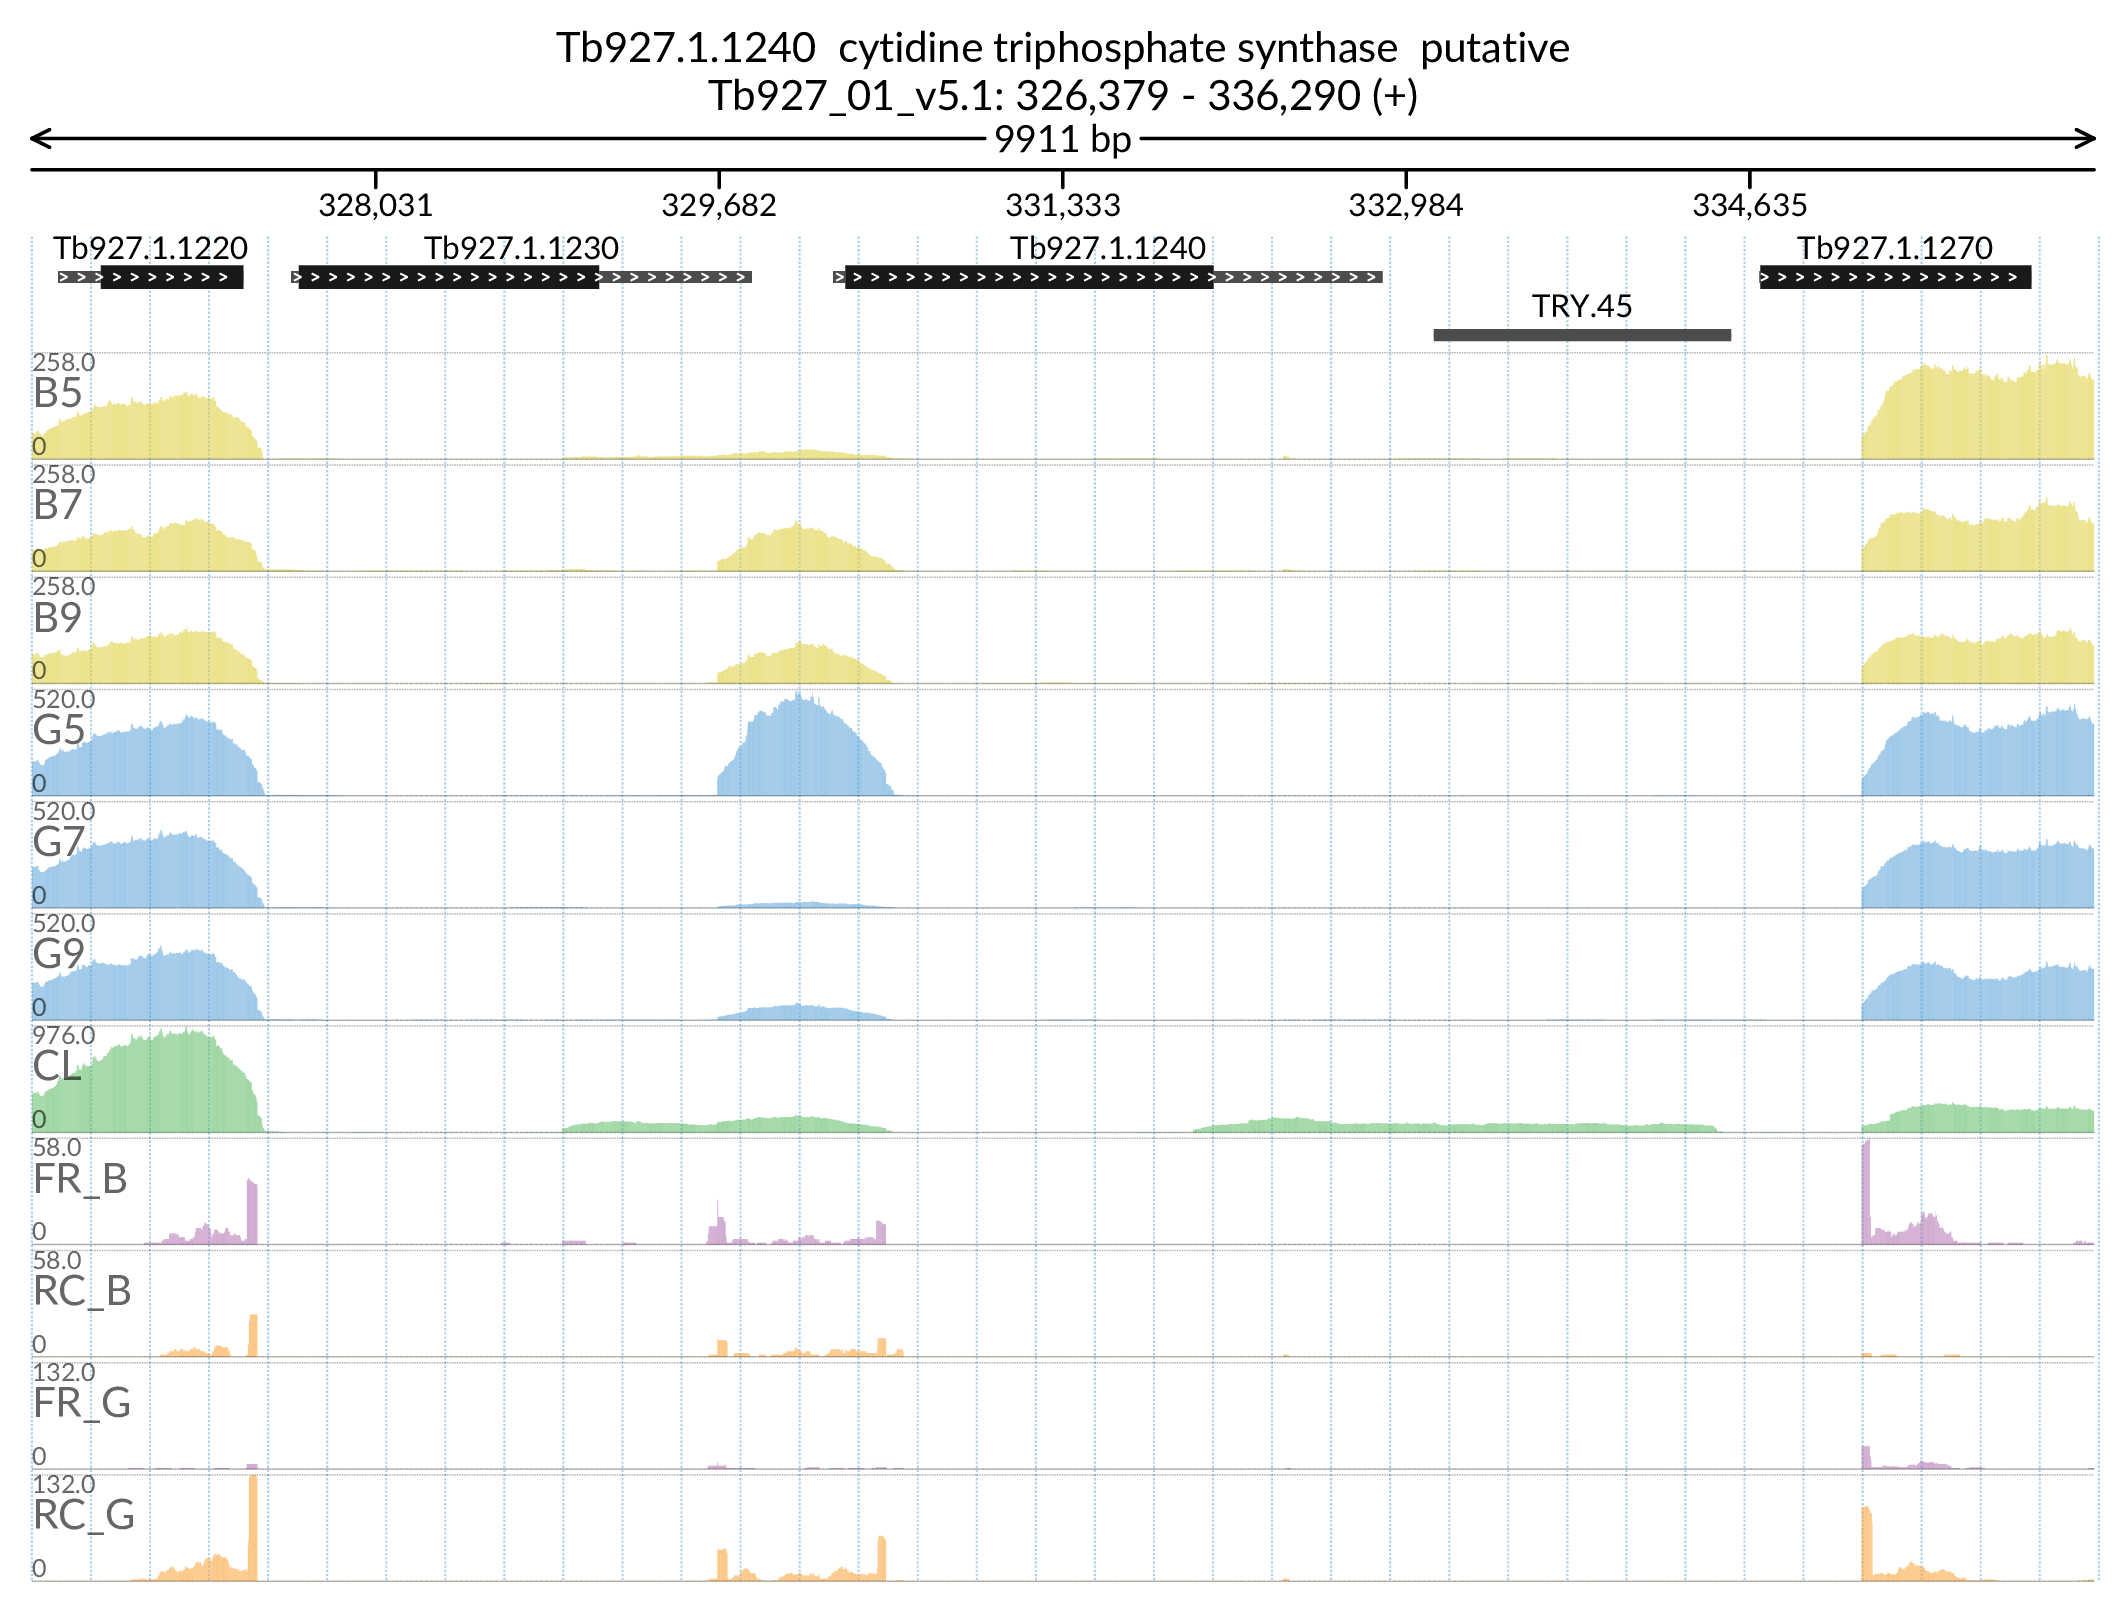 Tb927.1.1240  cytidine triphosphate synthase  putative
Tb927_01_v5.1: 326,379 - 336,290 (+)
9911 bp
328,031 329,682 331,333 332,984 334,635
Tb927.1.1220 Tb927.1.1230 Tb927.1.1240 Tb927.1.1270
TRY.45
258.0
B5
0
258.0
B7
0
258.0
B9
0
520.0
G5
0
520.0
G7
0
520.0
G9
0
976.0
CL
0
58.0
FR_B
0
58.0
RC_B
0
132.0
FR_G
0
132.0
RC_G
0